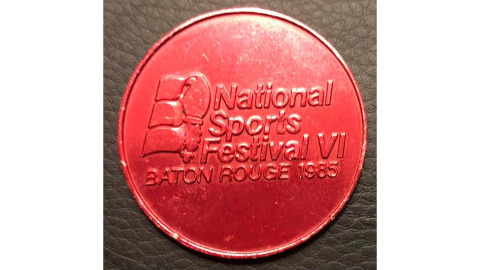 National
Sports
Festival VI
BATON ROUGE 1985